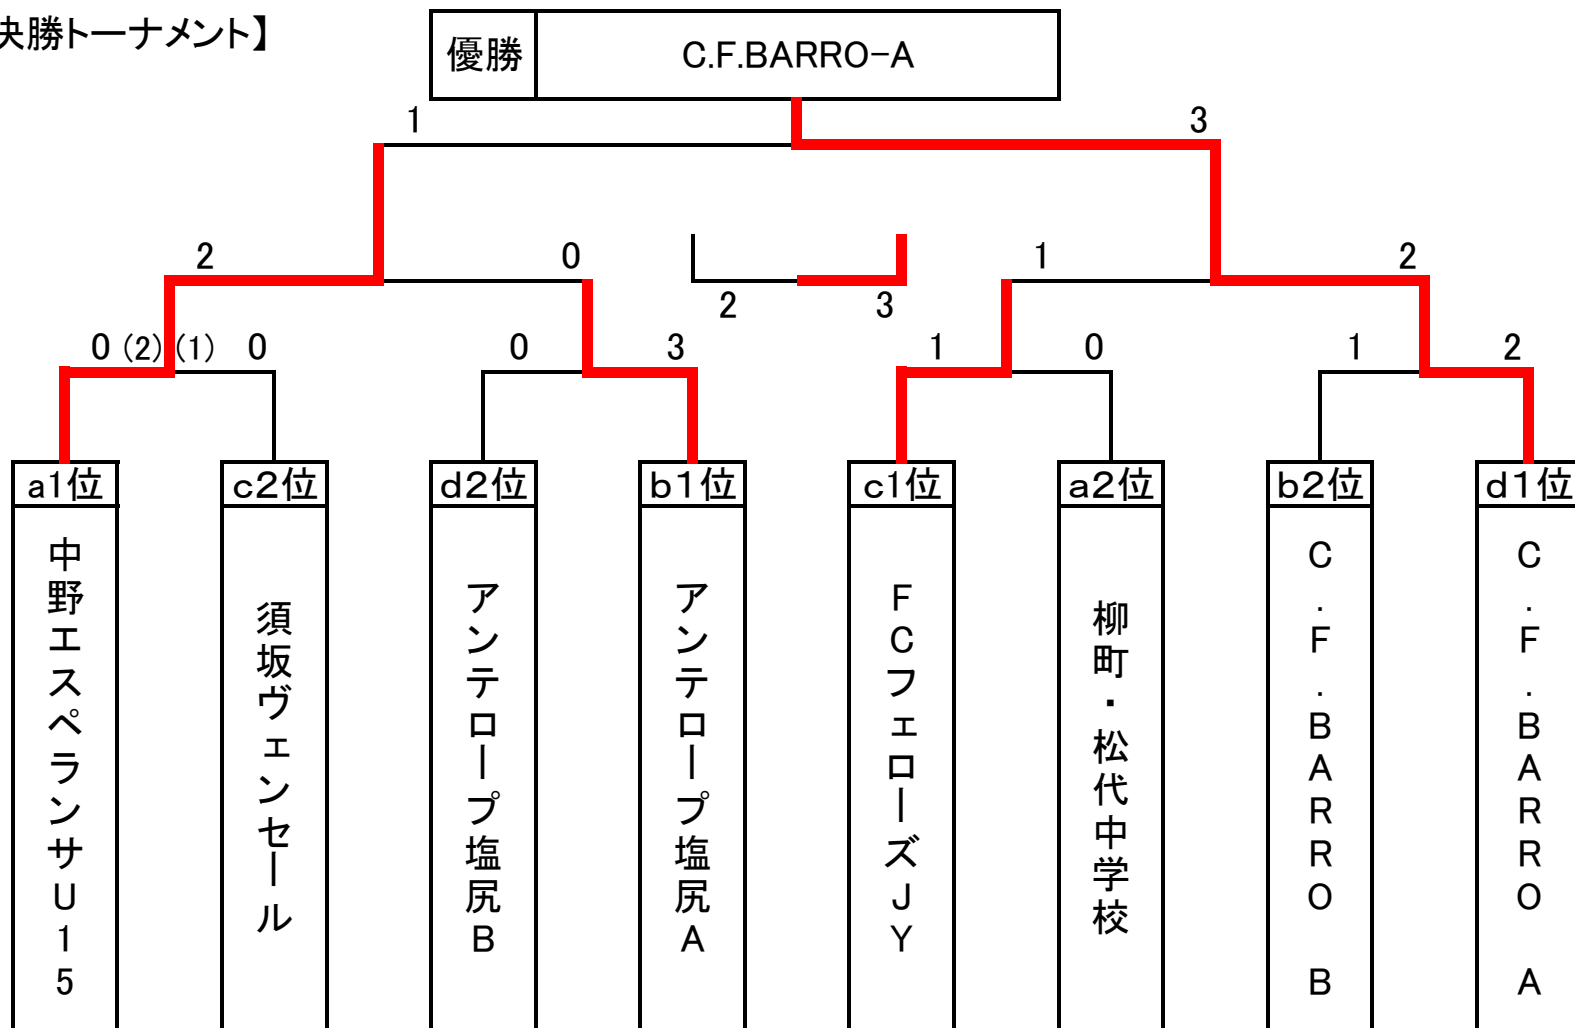 決勝トーナメント】
優勝 C.F.BARRO-A
1 3
2 0 1 2
2 3
0 (2) (1) 0 0 3 1 0 1 2
a1位 c2位 d2位 b1位 c1位 a2位 b2位 d1位
中野エスペランサU15
須坂ヴェンセール
アンテロープ塩尻B
アンテロープ塩尻A
FCフェローズJY
柳町・松代中学校
C.F.BARRO B
C.F.BARRO A